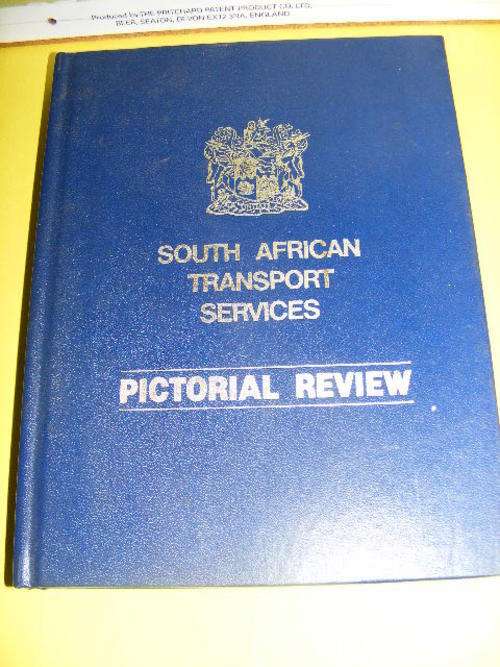 Produced by THE PRITCHARD PATENT PRODUCT CO. LTD.
BEER, SEATON, DEVON EX12 3NA, ENGLAND
SOUTH AFRICAN
TRANSPORT
SERVICES
PICTORIAL REVIEW